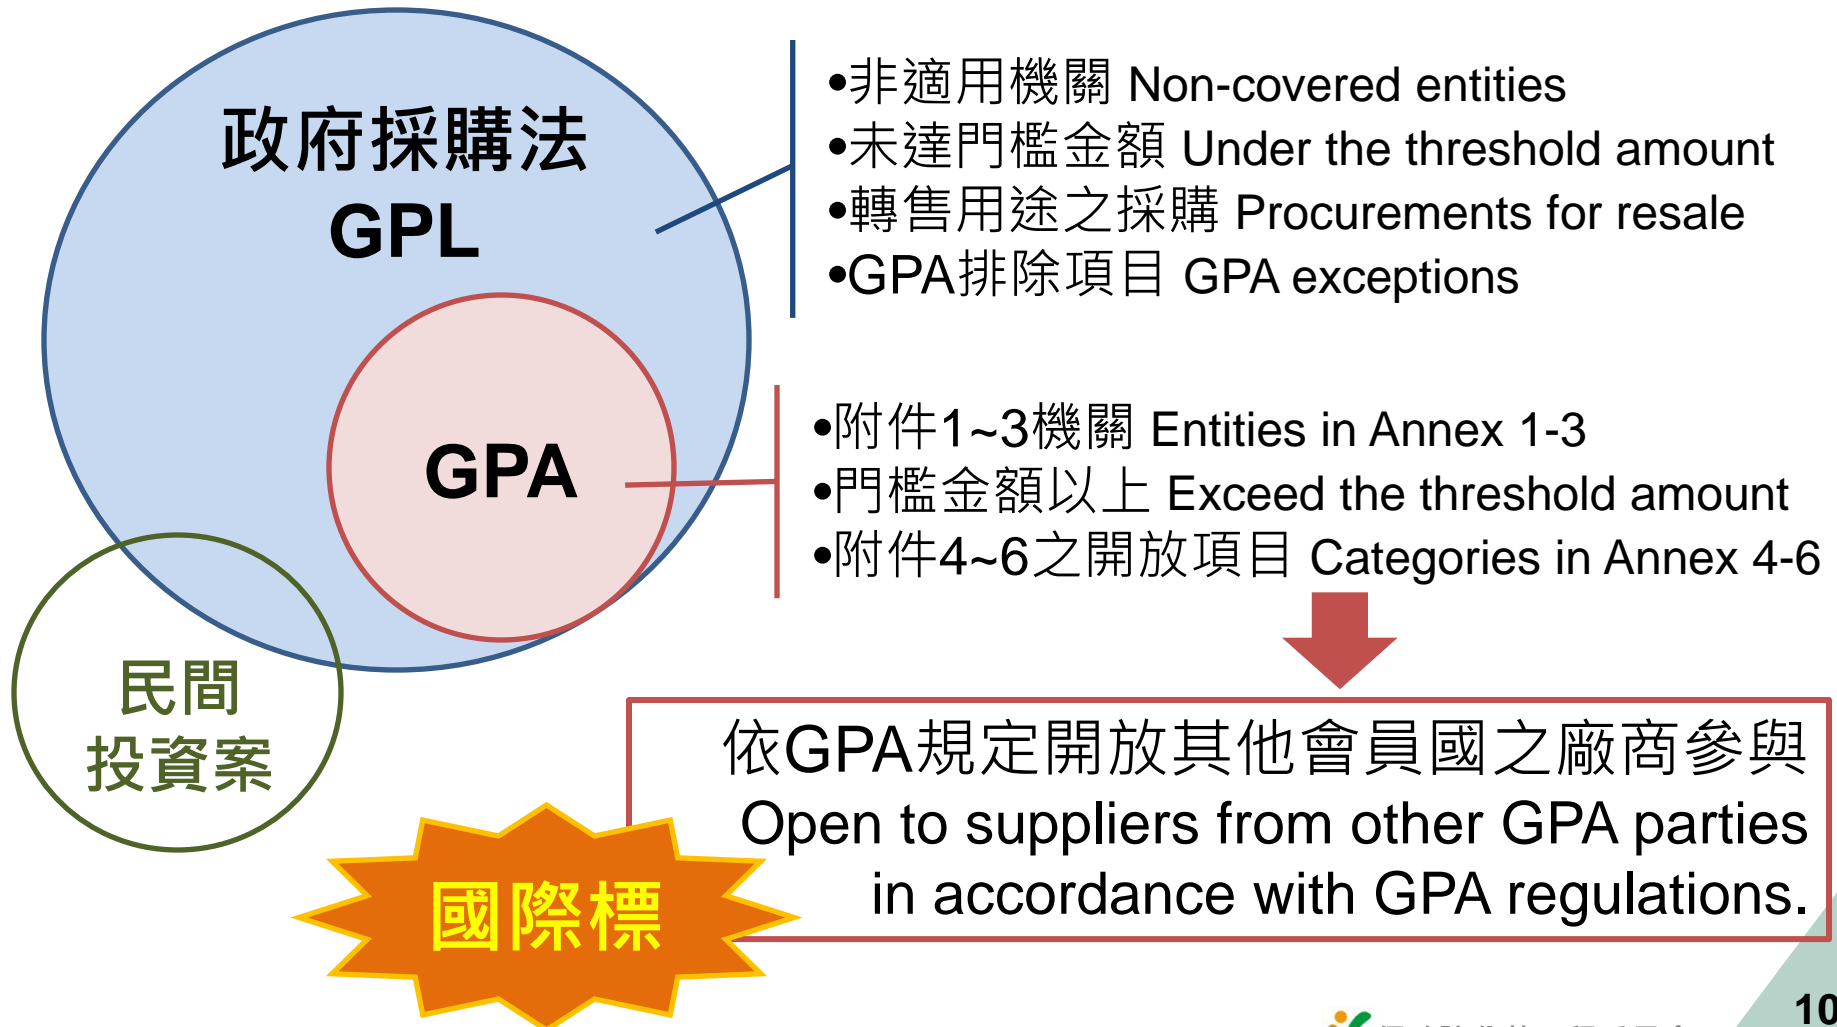 政府採購法
GPL
•非適用機關 Non-covered entities
•未達門檻金額 Under the threshold amount
•轉售用途之採購 Procurements for resale
•GPA排除項目 GPA exceptions
GPA
•附件1~3機關 Entities in Annex 1-3
•門檻金額以上 Exceed the threshold amount
•附件4~6之開放項目 Categories in Annex 4-6
民間
投資案
依GPA規定開放其他會員國之廠商參與
Open to suppliers from other GPA parties
in accordance with GPA regulations.
國際標
10